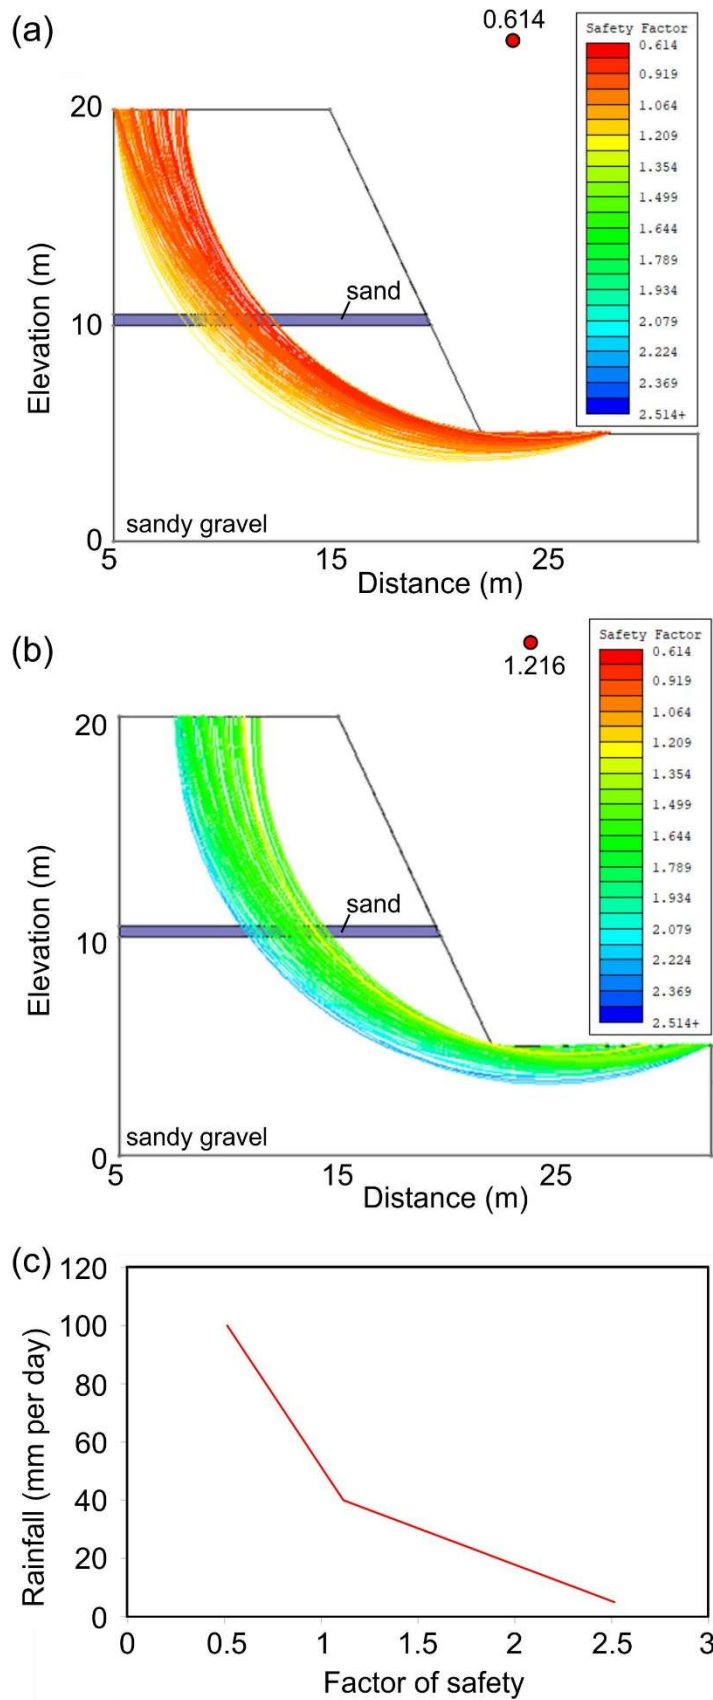 (a)
0.614
Safety Factor
0.614
0.919
1.064
1.209
1.354
1.499
1.644
1.789
1.934
2.079
2.224
2.369
2.514+
20
10
0
Elevation (m)
sand
sandy gravel
5 15 25
Distance (m)
(b)
1.216
Safety Factor
0.614
0.919
1.064
1.209
1.354
1.499
1.644
1.789
1.934
2.079
2.224
2.369
2.514+
20
10
0
Elevation (m)
sand
sandy gravel
5 15 25
Distance (m)
(c)
120
100
80
60
40
20
0
Rainfall (mm per day)
0 0.5 1 1.5 2 2.5 3
Factor of safety